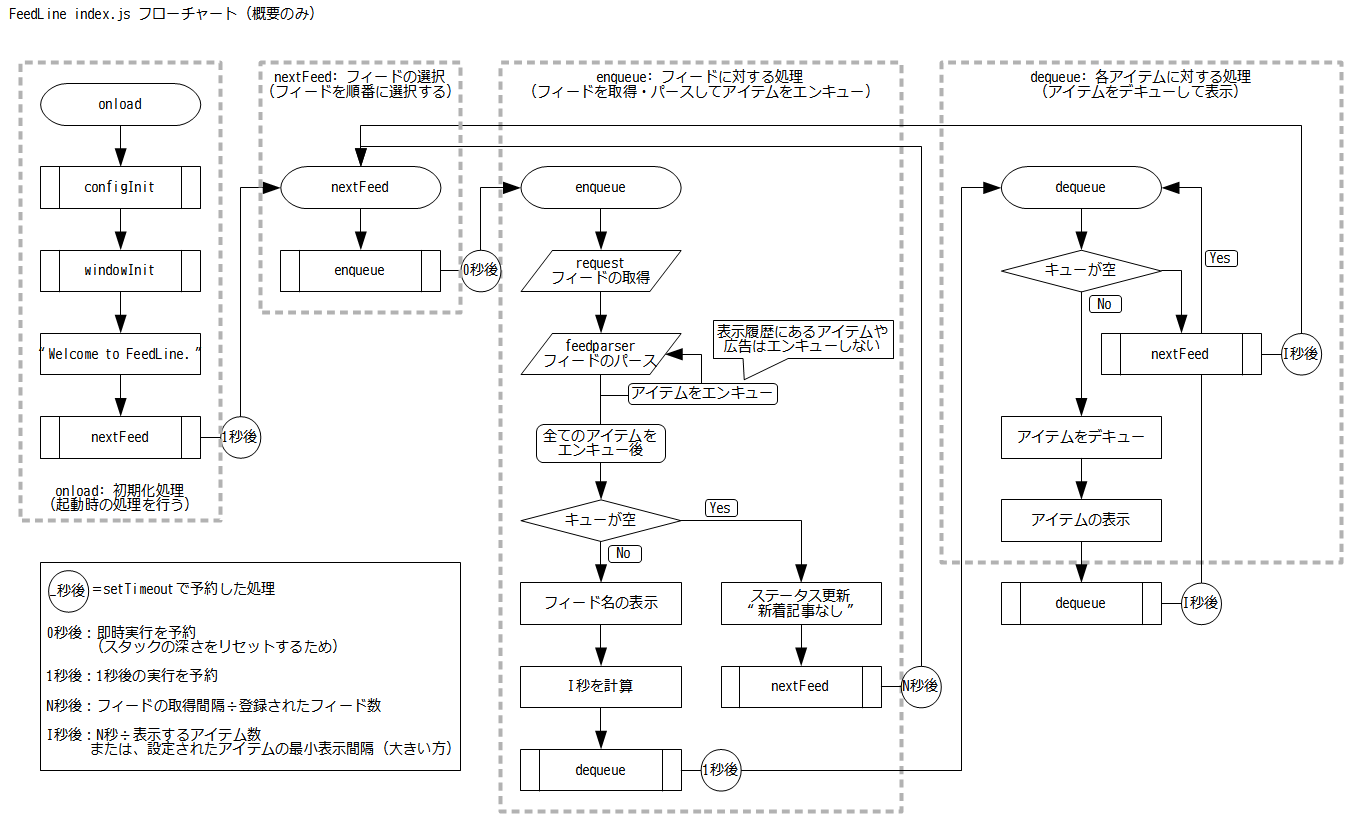 FeedLine index.js フローチャート（概要のみ）
onload
configInit
windowInit
“Welcome to FeedLine.”
nextFeed
1秒後
onload: 初期化処理
（起動時の処理を行う）
nextFeed: フィードの選択
（フィードを順番に選択する）
nextFeed
enqueue
0秒後
enqueue: フィードに対する処理
（フィードを取得・パースしてアイテムをエンキュー）
enqueue
request
フィードの取得
feedparser
フィードのパース
表示履歴にあるアイテムや
広告はエンキューしない
アイテムをエンキュー
全てのアイテムを
エンキュー後
キューが空
Yes
No
フィード名の表示
I秒を計算
dequeue
1秒後
ステータス更新
“新着記事なし”
nextFeed
N秒後
dequeue: 各アイテムに対する処理
（アイテムをデキューして表示）
dequeue
キューが空
Yes
No
nextFeed
I秒後
アイテムをデキュー
アイテムの表示
dequeue
I秒後
_秒後
＝setTimeoutで予約した処理
0秒後：即時実行を予約
（スタックの深さをリセットするため）
1秒後：1秒後の実行を予約
N秒後：フィードの取得間隔÷登録されたフィード数
I秒後：N秒÷表示するアイテム数
または、設定されたアイテムの最小表示間隔（大きい方）